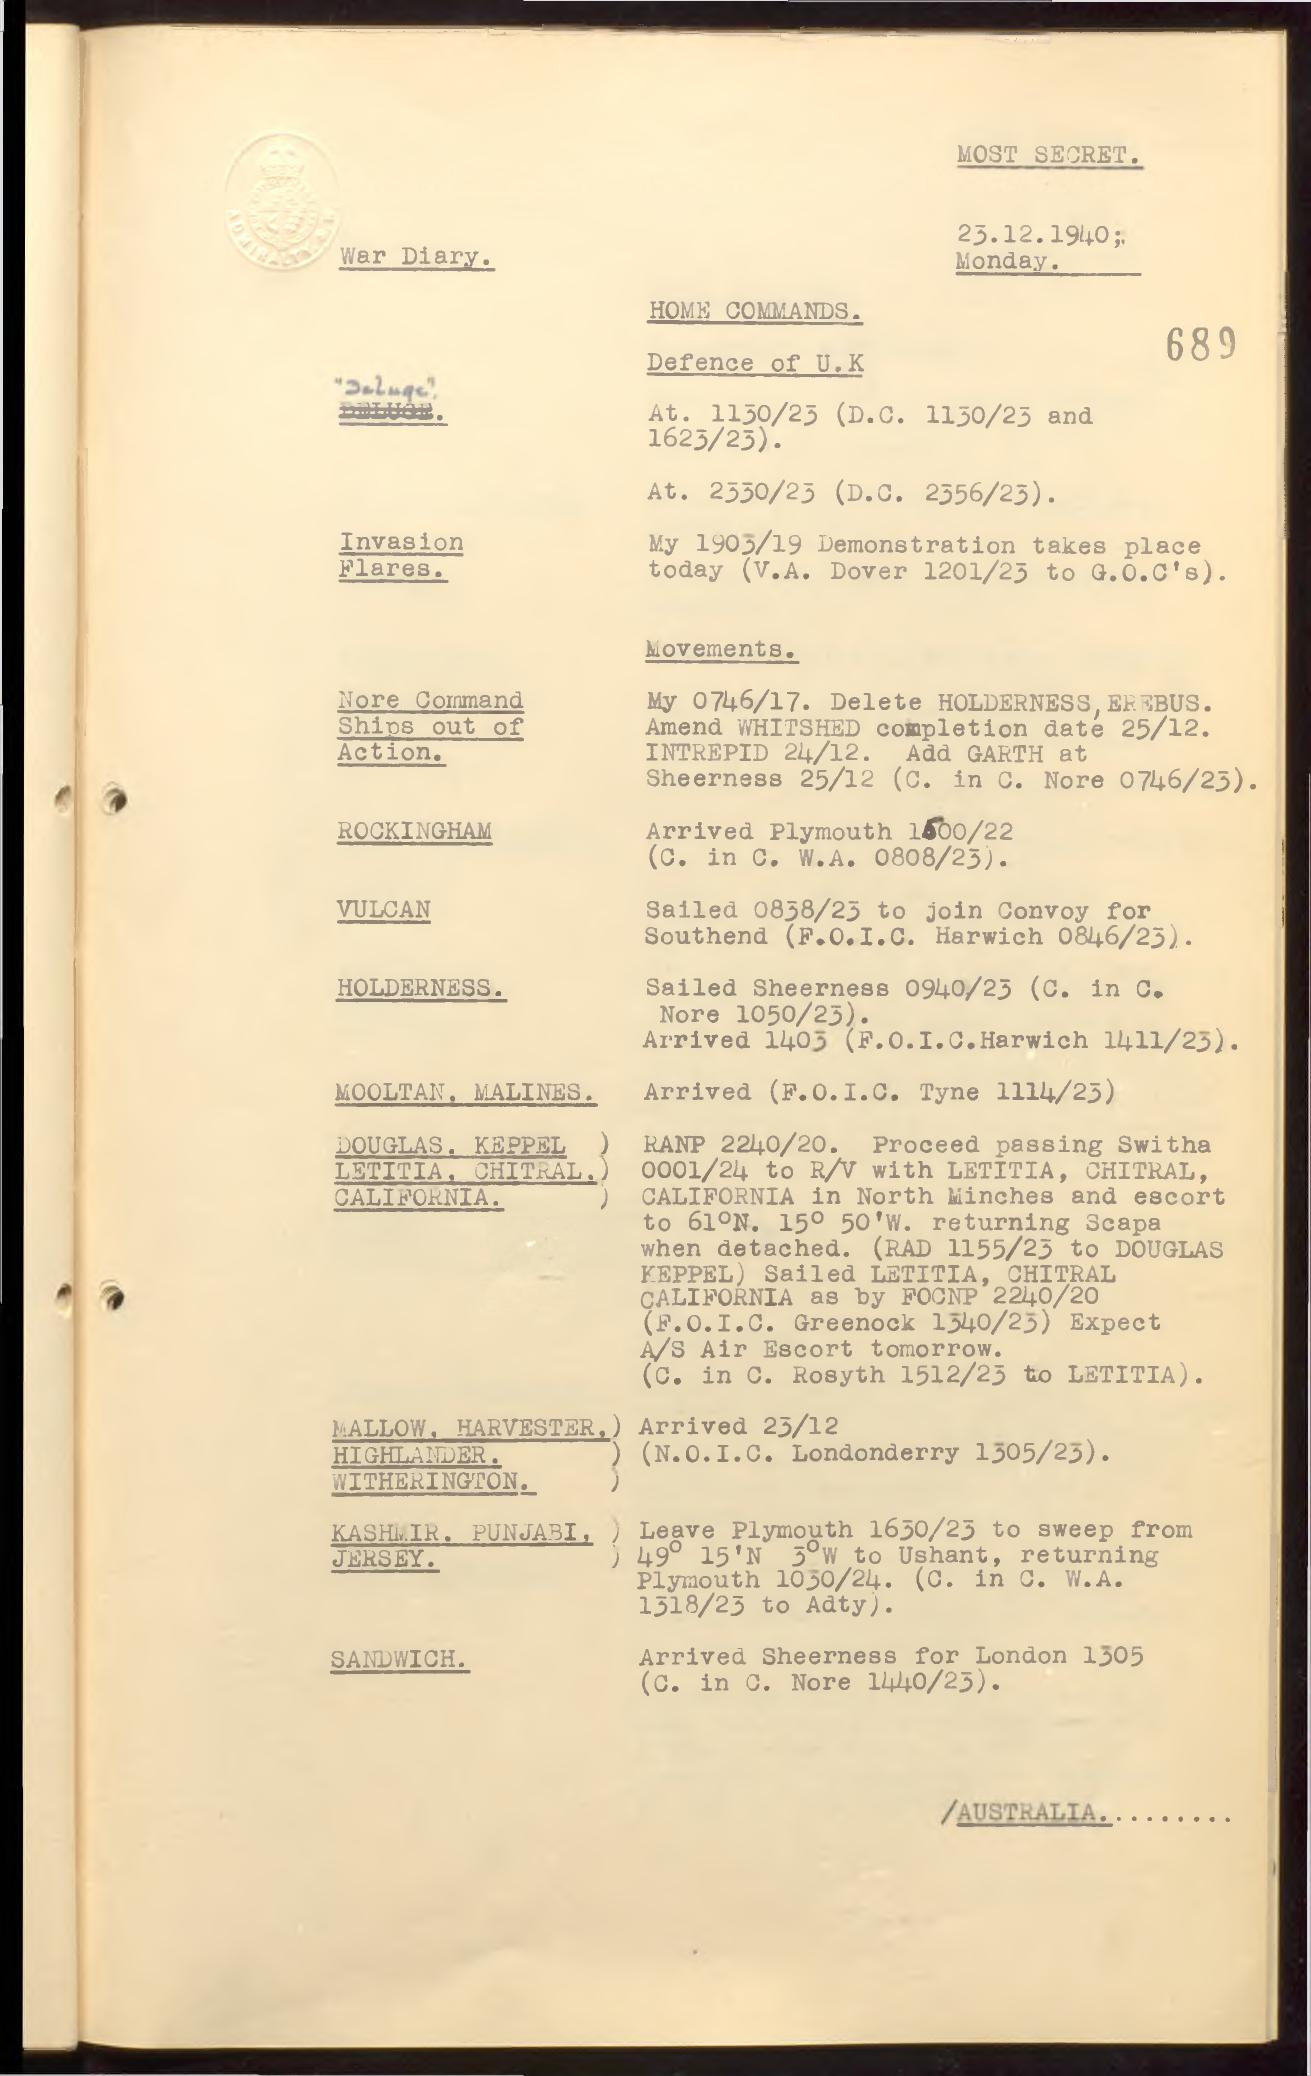 MOST SECRET.
23.12.1940;.
War Diary.
Monday.
HOME COMMANDS.
689
Defence of U.K
"Deluge".
DELUGE.
At. 1130/23 (D.C. 1130/23 and
1623/23).
At. 2330/23 (D.C. 2356/23).
Invasion
Flares.
My 1903/19 Demonstration takes place
today (V.A. Dover 1201/23 to G.O.C's).
Movements.
Nore Command
Ships out of
Action.
My 0746/17. Delete HOLDERNESS, EREBUS.
Amend WHITSHED completion date 25/12.
INTREPID 24/12. Add GARTH at
Sheerness 25/12 (C. in C. Nore 0746/23).
ROCKINGHAM
Arrived Plymouth 1600/22
(C. in C. W.A. 0808/23).
VULCAN
Sailed 0838/23 to join Convoy for
Southend (F.O.I.C. Harwich 0846/23).
HOLDERNESS.
Sailed Sheerness 0940/23 (C. in C.
Nore 1050/23).
Arrived 1403 (F.O.I.C.Harwich 1411/23).
MOOLTAN, MALINES.
Arrived (F.O.I.C. Tyne 1114/23)
DOUGLAS, KEPPEL )
LETITIA, CHITRAL,)
CALIFORNIA. )
RANP 2240/20. Proceed passing Switha
0001/24 to R/V with LETITIA, CHITRAL,
CALIFORNIA in North Minches and escort
to 61°N. 15° 50'W. returning Scapa
when detached. (RAD 1155/23 to DOUGLAS
KEPPEL) Sailed LETITIA, CHITRAL
CALIFORNIA as by FOCNP 2240/20
(F.O.I.C. Greenock 1340/23) Expect
A/S Air Escort tomorrow.
(C. in C. Rosyth 1512/23 to LETITIA).
MALLOW, HARVESTER,)
HIGHLANDER. )
WITHERINGTON. )
Arrived 23/12
(N.O.I.C. Londonderry 1305/23).
KASHMIR. PUNJABI, )
JERSEY. )
Leave Plymouth 1630/23 to sweep from
49° 15'N 3°W to Ushant, returning
Plymouth 1030/24. (C. in C. W.A.
1318/23 to Adty).
SANDWICH.
Arrived Sheerness for London 1305
(C. in C. Nore 1440/23).
/AUSTRALIA.........